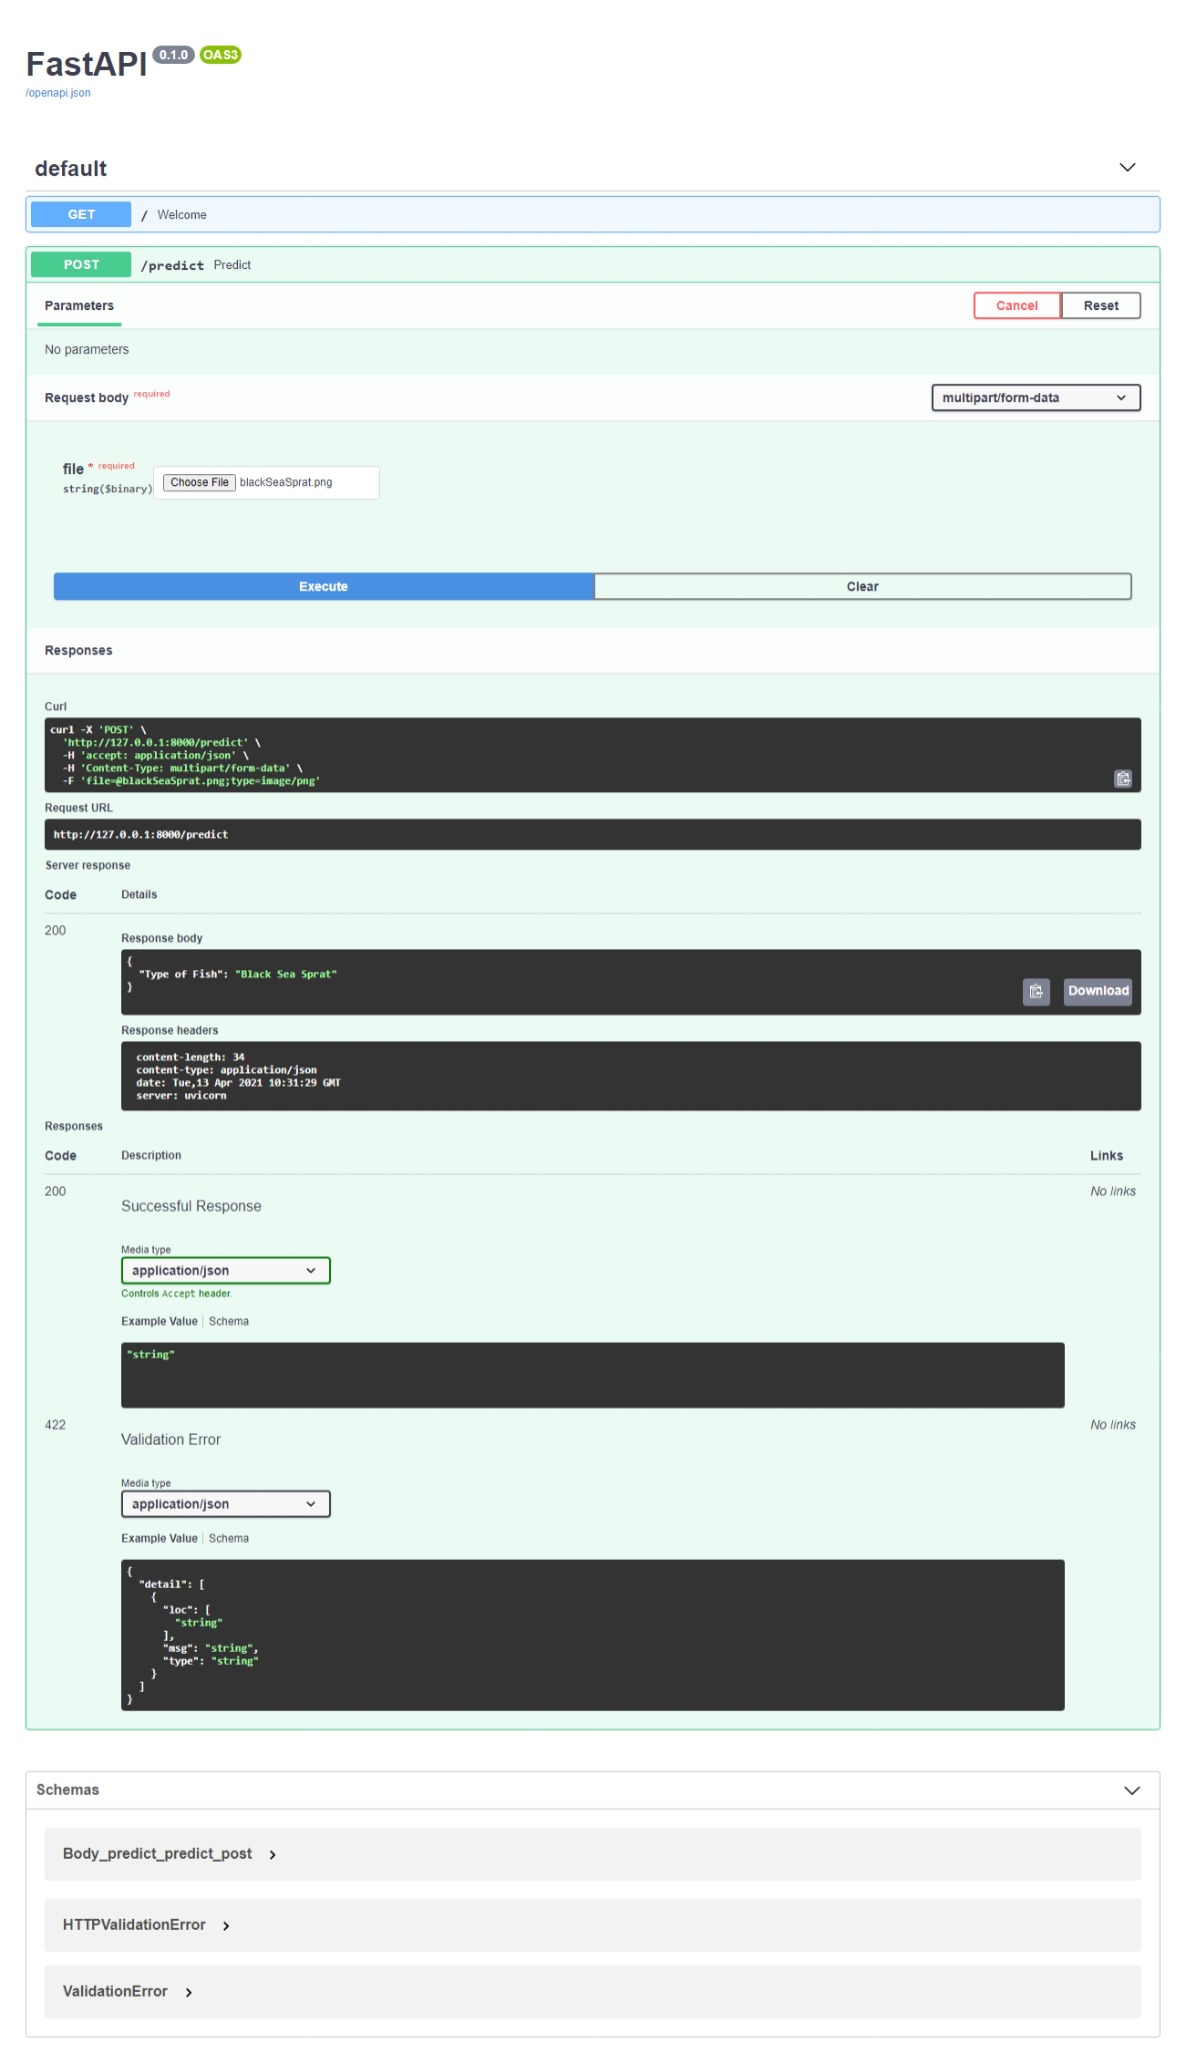 FastAPI 0.1.0 OAS3
/openapi.json
default
GET / Welcome
POST /predict Predict
Parameters Cancel Reset
No parameters
Request body required multipart/form-data
file * required
string($binary) Choose File blackSeaSprat.png
Execute Clear
Responses
Curl
curl -X 'POST' \
  'http://127.0.0.1:8000/predict' \
  -H 'accept: application/json' \
  -H 'Content-Type: multipart/form-data' \
  -F 'file=@blackSeaSprat.png;type=image/png'
Request URL
http://127.0.0.1:8000/predict
Server response
Code Details
200
Response body
{
  "Type of Fish": "Black Sea Sprat"
}
Download
Response headers
content-length: 34
content-type: application/json
date: Tue,13 Apr 2021 10:31:29 GMT
server: uvicorn
Responses
Code Description Links
200 No links
Successful Response
Media type
application/json
Controls Accept header.
Example Value Schema
"string"
422 No links
Validation Error
Media type
application/json
Example Value Schema
{
  "detail": [
    {
      "loc": [
        "string"
      ],
      "msg": "string",
      "type": "string"
    }
  ]
}
Schemas
Body_predict_predict_post
HTTPValidationError
ValidationError